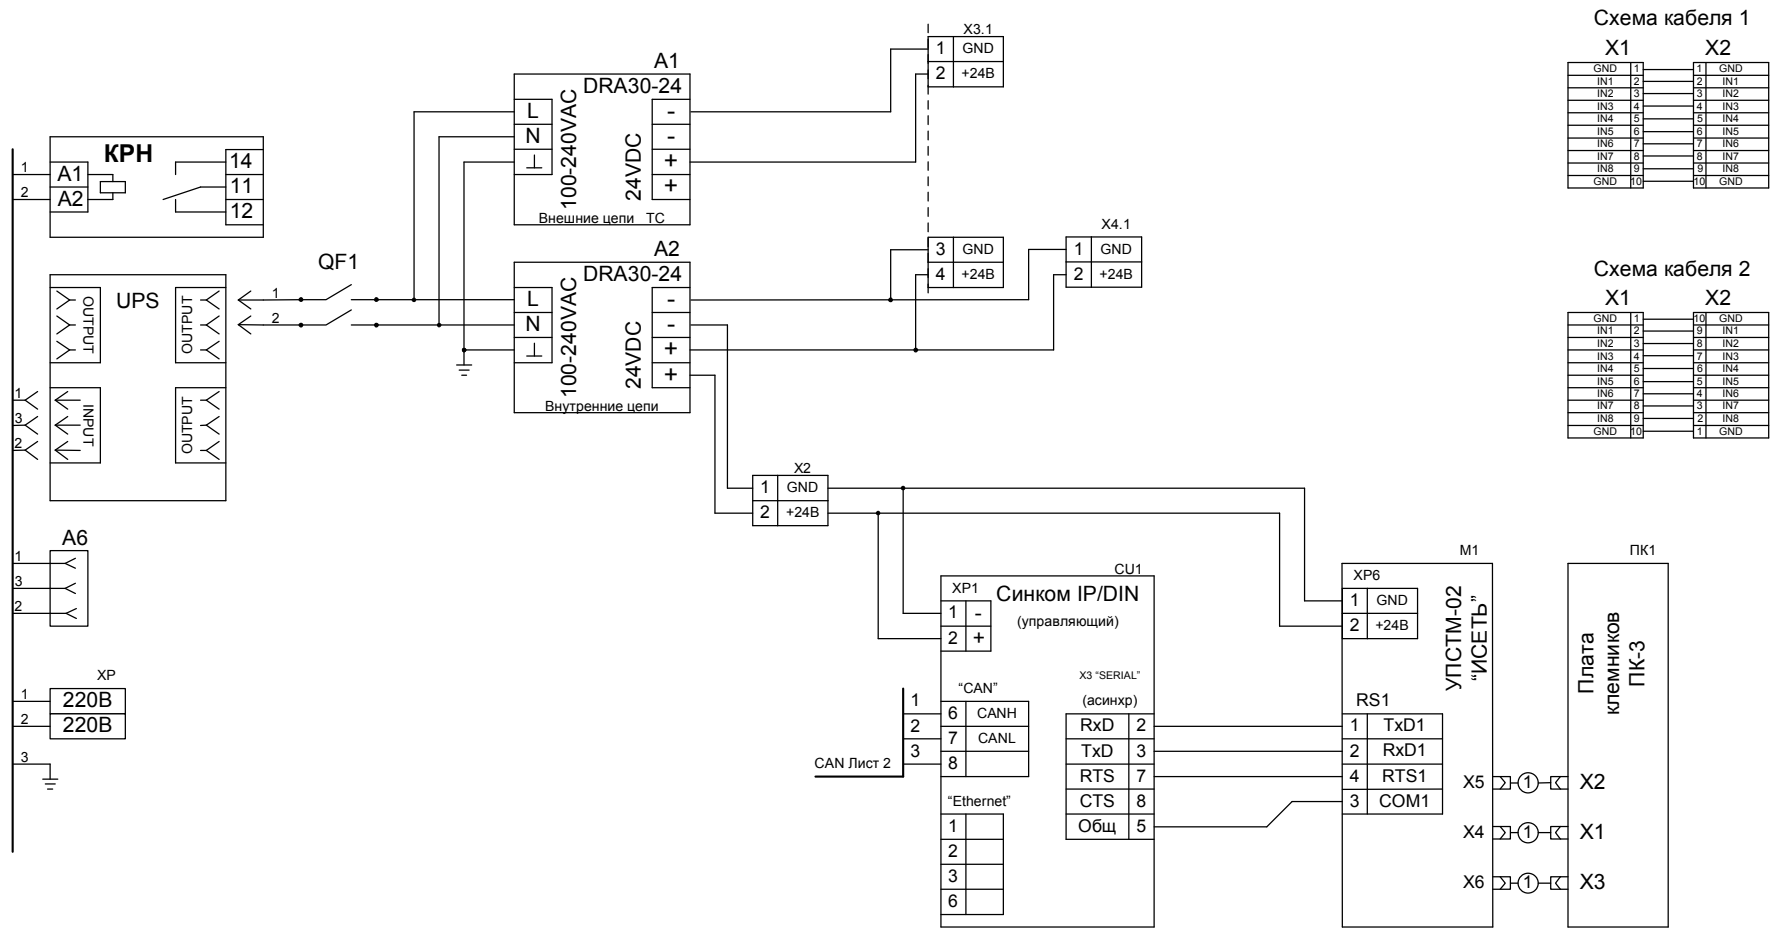 1
2
КРН
A1
A2
14
11
12
UPS
OUTPUT
OUTPUT
INPUT
OUTPUT
1
3
2
1
2
QF1
A6
1
3
2
XP
1
220В
2
220В
3
A1
DRA30-24
L
N
⊥
100-240VAC
24VDC
-
-
+
+
Внешние цепи ТС
A2
DRA30-24
L
N
⊥
100-240VAC
24VDC
-
-
+
+
Внутренние цепи
X3.1
1 GND
2 +24В
3 GND
4 +24В
X4.1
1 GND
2 +24В
X2
1 GND
2 +24В
CU1
XP1
Синком IP/DIN
(управляющий)
1 -
2 +
"CAN"
1
2
3
6 CANH
7 CANL
8
CAN Лист 2
"Ethernet"
1
2
3
6
X3 "SERIAL"
(асинхр)
RxD 2
TxD 3
RTS 7
CTS 8
Общ 5
M1
XP6
1 GND
2 +24В
УПСТМ-02
“ИСЕТЬ”
RS1
1 TxD1
2 RxD1
4 RTS1
3 COM1
X5
X4
X6
1
1
1
ПК1
Плата
клемников
ПК-3
X2
X1
X3
Схема кабеля 1
X1 X2
GND 1 1 GND
IN1 2 2 IN1
IN2 3 3 IN2
IN3 4 4 IN3
IN4 5 5 IN4
IN5 6 6 IN5
IN6 7 7 IN6
IN7 8 8 IN7
IN8 9 9 IN8
GND 10 10 GND
Схема кабеля 2
X1 X2
GND 1 10 GND
IN1 2 9 IN1
IN2 3 8 IN2
IN3 4 7 IN3
IN4 5 6 IN4
IN5 6 5 IN5
IN6 7 4 IN6
IN7 8 3 IN7
IN8 9 2 IN8
GND 10 1 GND